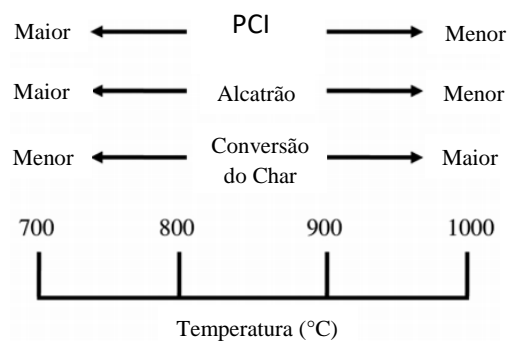 Maior PCI Menor
Maior Alcatrão Menor
Menor Conversão do Char Maior
700 800 900 1000
Temperatura (°C)